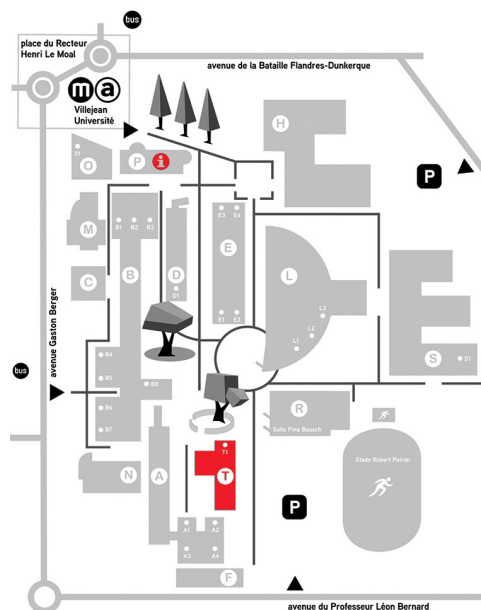 bus
place du Recteur
Henri Le Moal
avenue de la Bataille Flandres-Dunkerque
m a
Villejean
Université
H
O1
P i
O
P
E3 E4
M
B1 B2 B3
E
L
C
B
D
D1
avenue Gaston Berger
E1 E2
L3
L2
L1
B4
S
S1
bus
B5
B8
B6
R
B7
Salle Pina Bausch
T1
Stade Robert Poirier
N
A
T
P
A1 A2
A3 A4
F
avenue du Professeur Léon Bernard